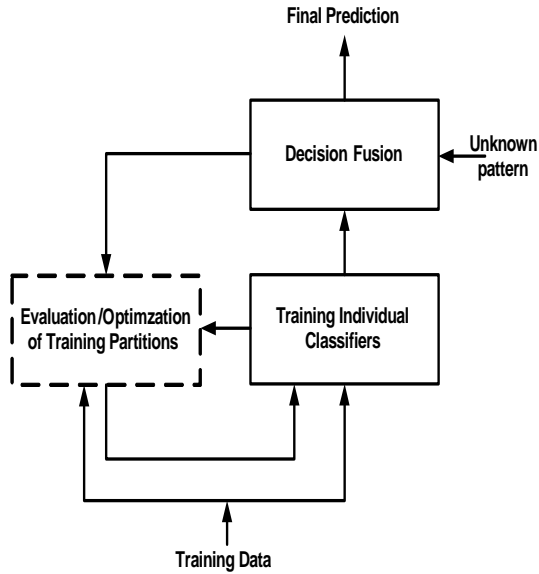 Final Prediction
Decision Fusion
Unknown
pattern
Evaluation/Optimzation
of Training Partitions
Training Individual
Classifiers
Training Data